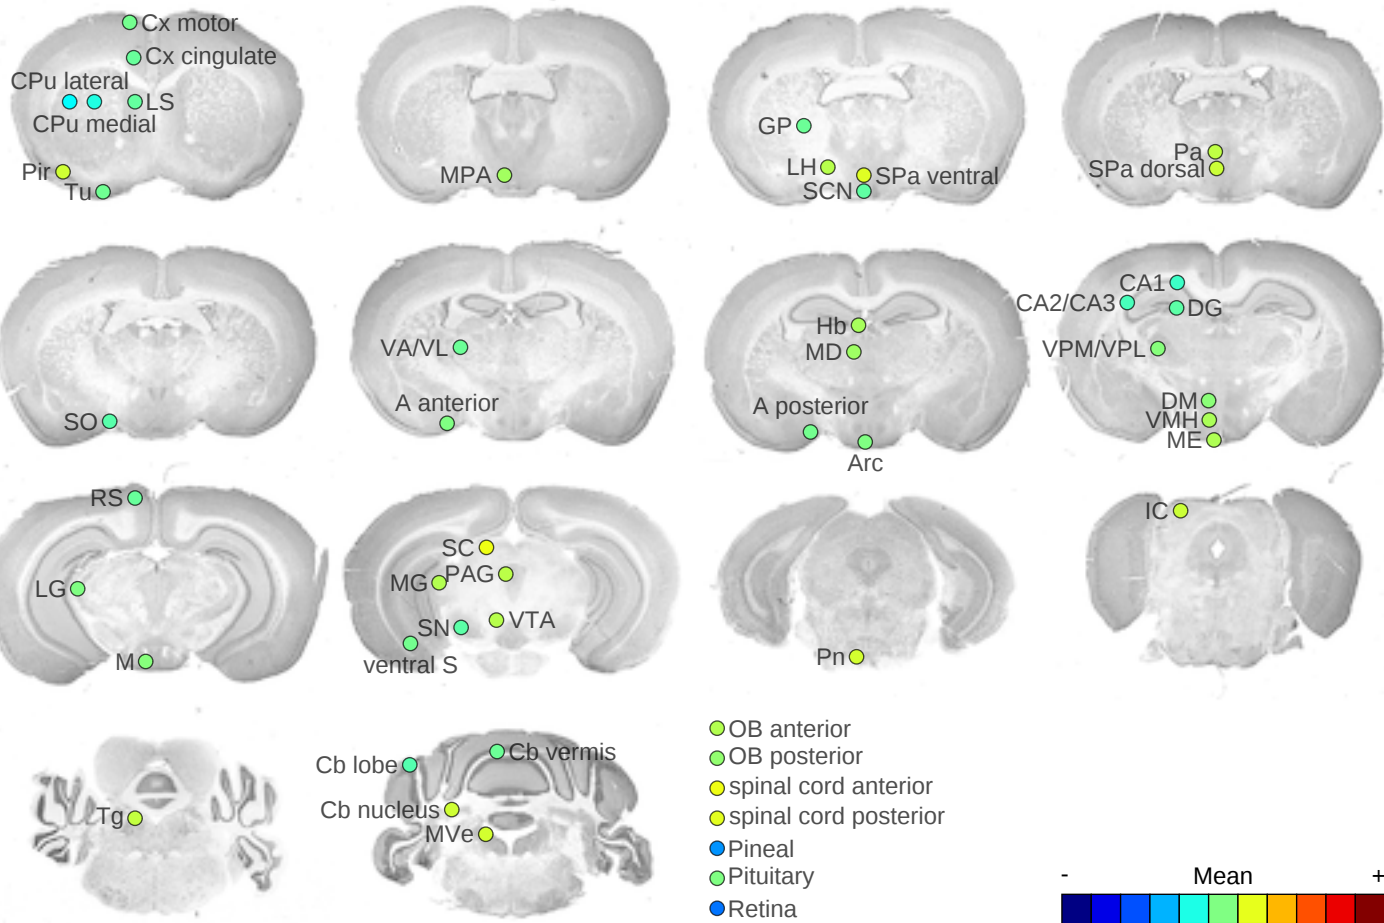 Cx motor
Cx cingulate
CPu lateral
LS
CPu medial
Pir
Tu
MPA
GP
LH
SPa ventral
SCN
Pa
SPa dorsal
SO
VA/VL
A anterior
Hb
MD
A posterior
Arc
CA1
CA2/CA3
DG
VPM/VPL
DM
VMH
ME
RS
LG
M
SC
MG
PAG
SN
VTA
ventral S
Pn
IC
Tg
Cb lobe
Cb vermis
Cb nucleus
MVe
OB anterior
OB posterior
spinal cord anterior
spinal cord posterior
Pineal
Pituitary
Retina
- Mean +